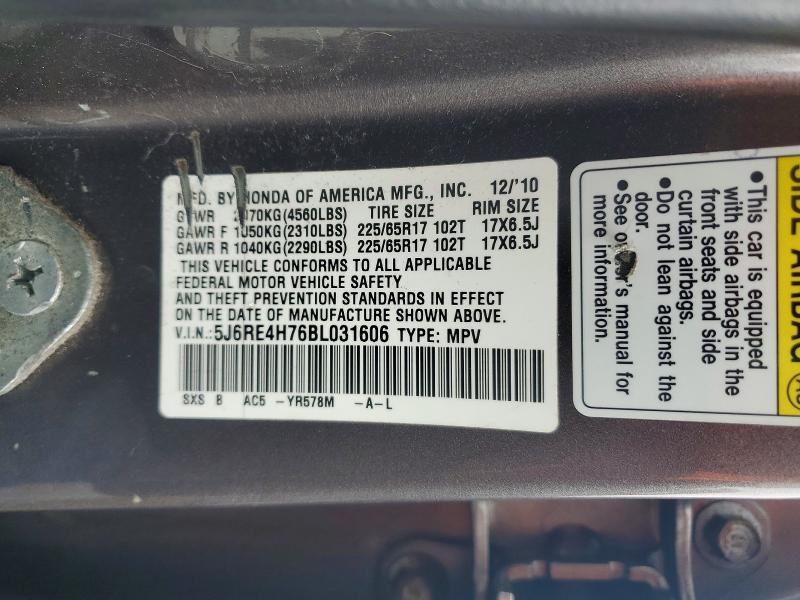 MFD. BY HONDA OF AMERICA MFG., INC. 12/'10
GVWR 2070KG(4560LBS) TIRE SIZE RIM SIZE
GAWR F 1050KG(2310LBS) 225/65R17 102T 17X6.5J
GAWR R 1040KG(2290LBS) 225/65R17 102T 17X6.5J
THIS VEHICLE CONFORMS TO ALL APPLICABLE
FEDERAL MOTOR VEHICLE SAFETY
AND THEFT PREVENTION STANDARDS IN EFFECT
ON THE DATE OF MANUFACTURE SHOWN ABOVE.
V.I.N.:5J6RE4H76BL031606 TYPE: MPV
SXS B AC5 -YR578M -A-L
SIDE AIRBAG
•This car is equipped
with side airbags in the
front seats and side
curtain airbags.
•Do not lean against the
door.
•See owner's manual for
more information.